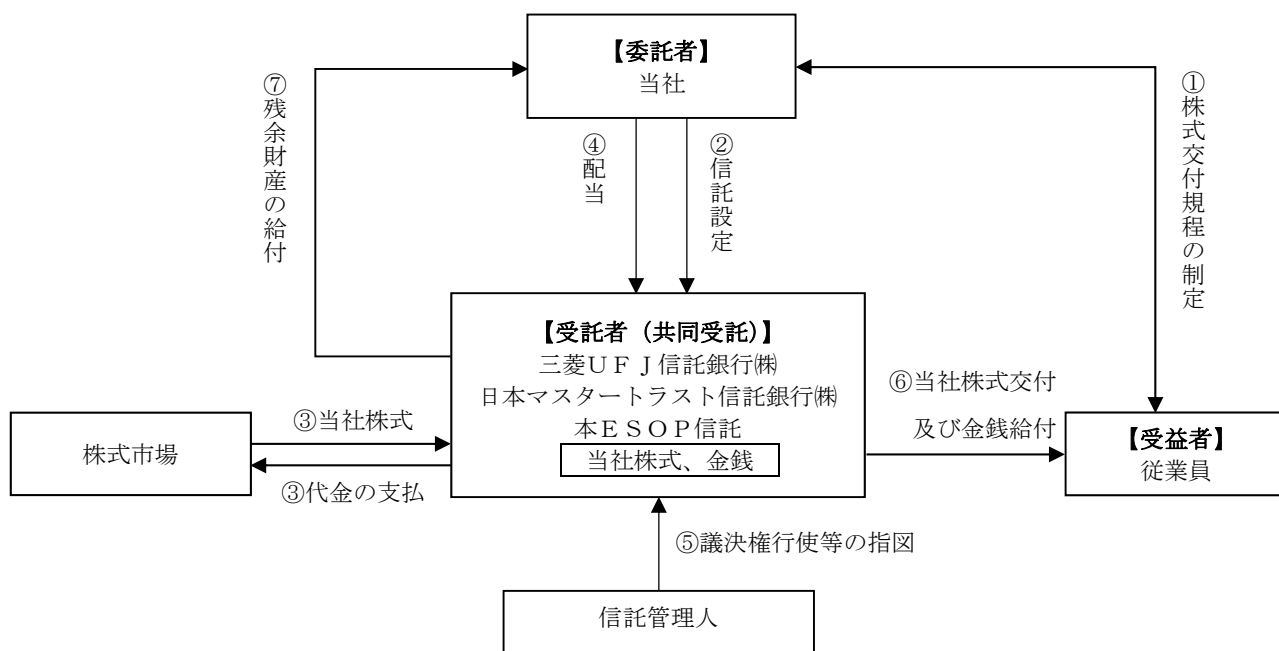 【委託者】
当社
⑦残余財産の給付
④配当
②信託設定
①株式交付規程の制定
【受託者（共同受託）】
三菱ＵＦＪ信託銀行㈱
日本マスタートラスト信託銀行㈱
本ＥＳＯＰ信託
当社株式、金銭
株式市場
③当社株式
③代金の支払
⑥当社株式交付
及び金銭給付
【受益者】
従業員
⑤議決権行使等の指図
信託管理人